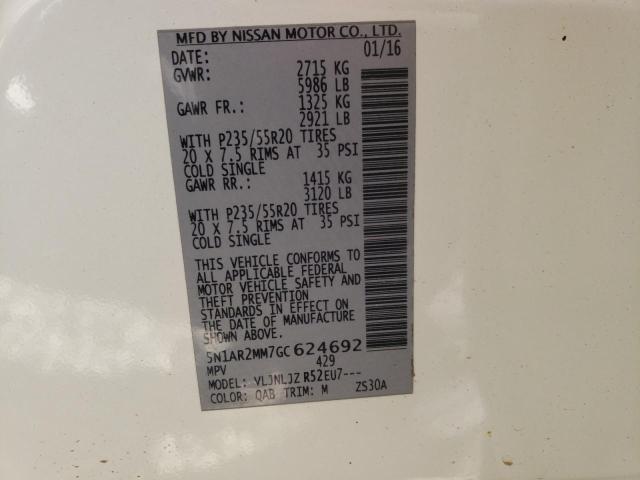 MFD BY NISSAN MOTOR CO., LTD.
DATE: 01/16
GVWR: 2715 KG
5986 LB
GAWR FR.: 1325 KG
2921 LB
WITH P235/55R20 TIRES
20 X 7.5 RIMS AT 35 PSI
COLD SINGLE
GAWR RR.: 1415 KG
3120 LB
WITH P235/55R20 TIRES
20 X 7.5 RIMS AT 35 PSI
COLD SINGLE
THIS VEHICLE CONFORMS TO
ALL APPLICABLE FEDERAL
MOTOR VEHICLE SAFETY AND
THEFT PREVENTION
STANDARDS IN EFFECT ON
THE DATE OF MANUFACTURE
SHOWN ABOVE.
5N1AR2MM7GC624692
MPV 429
MODEL: VLJNLJZ R52EU7---
COLOR: QAB TRIM: M ZS30A